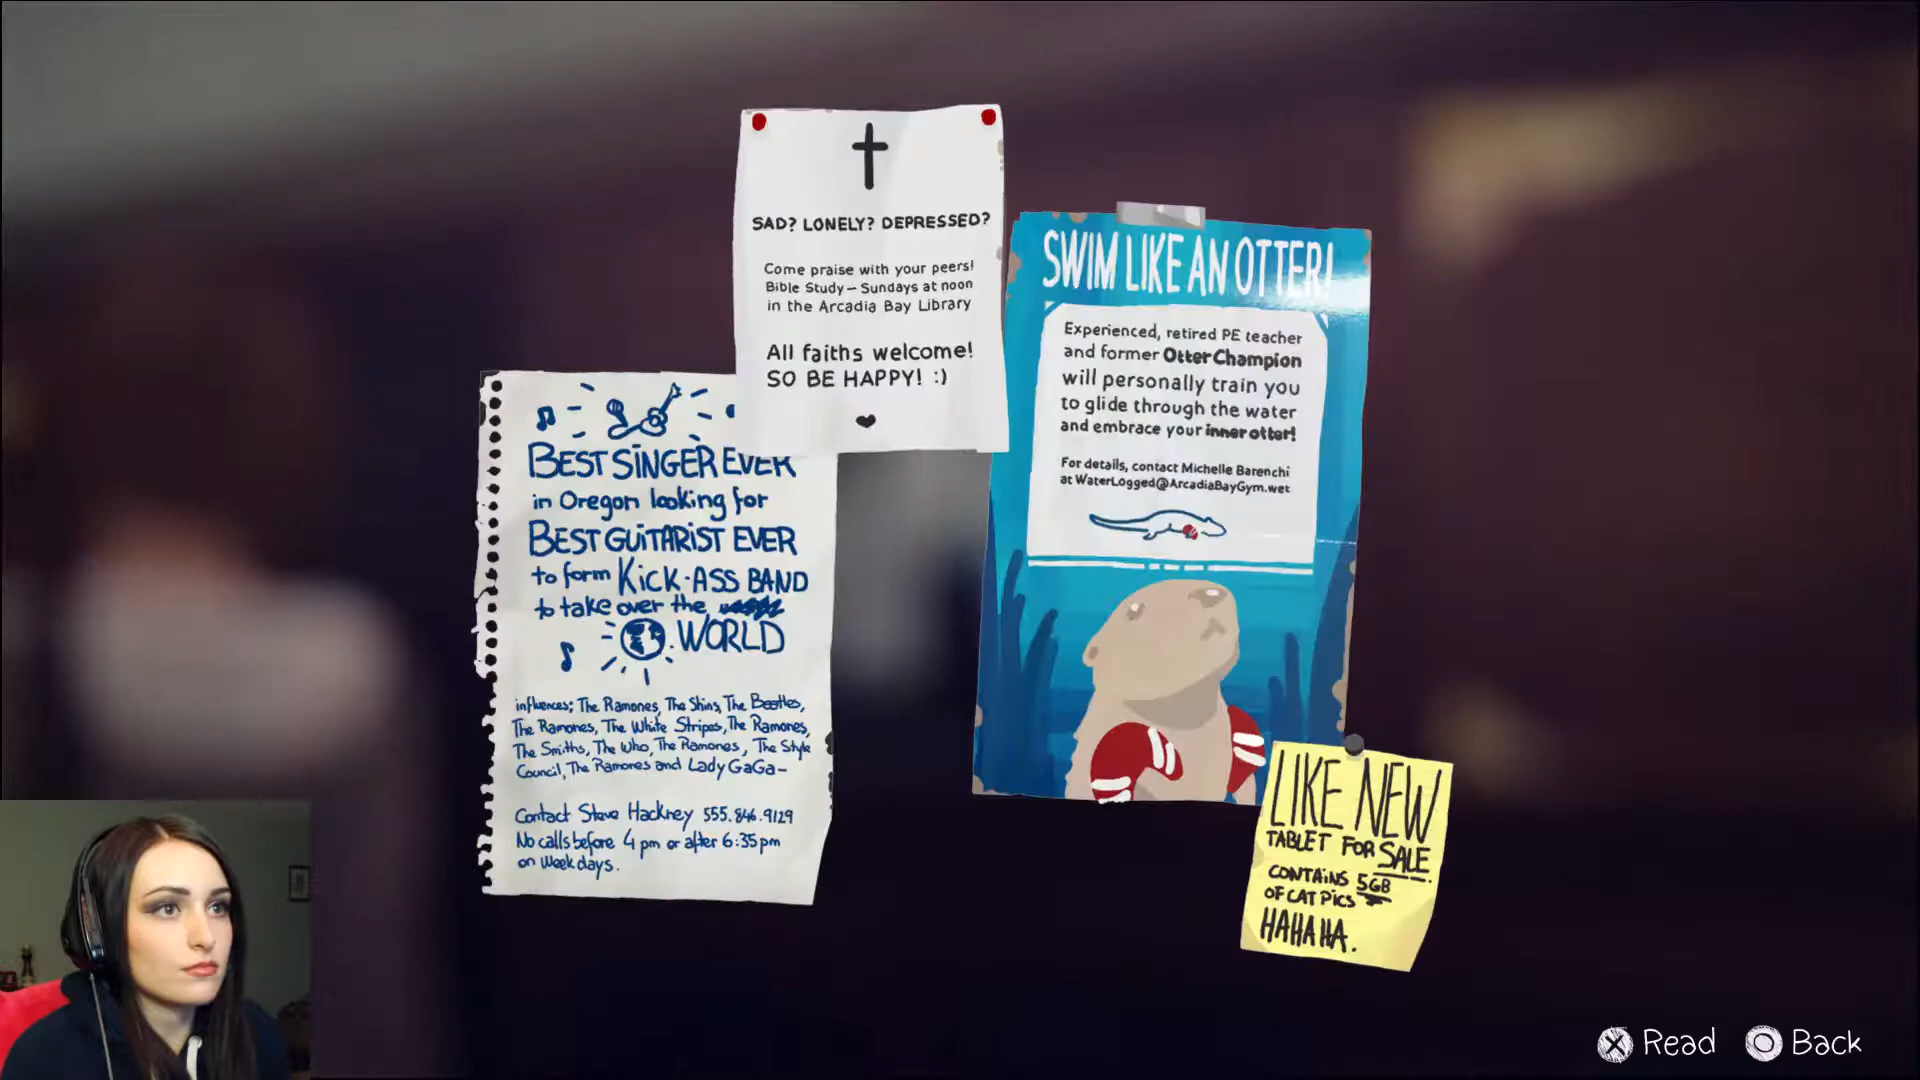 SAD? LONELY? DEPRESSED?
Come praise with your peers!
Bible Study – Sundays at noon
in the Arcadia Bay Library
All faiths welcome!
SO BE HAPPY! :)
BEST SiNGER EVER
in Oregon looking for
BEST GUiTARiST EVER
to form KiCK-ASS BAND
to take over the
WORLD
influences; The Ramones, The Shins, The Beatles,
The Ramones, The White Stripes, The Ramones,
The Smiths, The Who, The Ramones, The Style
Council, The Ramones and Lady GaGa–
Contact Steve Hackney 555.846.9129
No calls before 4 pm or after 6:35 pm
on Week days.
SWIM LIKE AN OTTER!
Experienced, retired PE teacher
and former Otter Champion
will personally train you
to glide through the water
and embrace your inner otter!
For details, contact Michelle Barenchi
at WaterLogged@ArcadiaBayGym.wet
LIKE NEW
TABLET FOR SALE.
CONTAiNS 5GB
OF CAT PiCS
HAHAHA.
Read Back